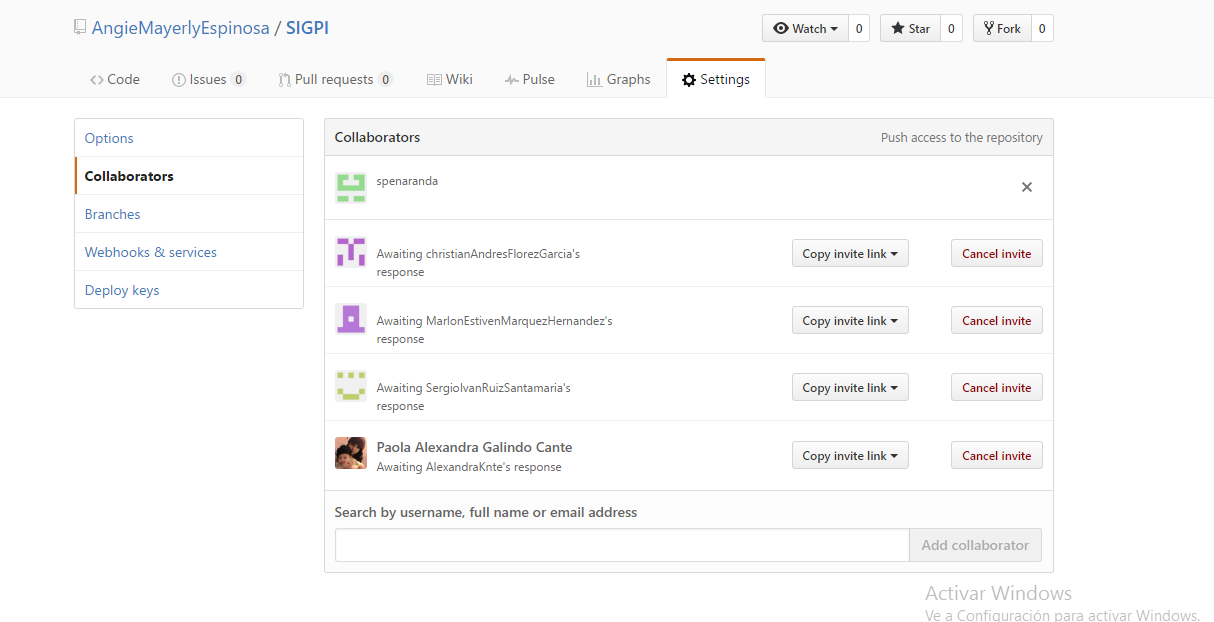 AngieMayerlyEspinosa / SIGPI
Watch 0 Star 0 Fork 0
Code Issues 0 Pull requests 0 Wiki Pulse Graphs Settings
Options
Collaborators
Branches
Webhooks & services
Deploy keys
Collaborators Push access to the repository
spenaranda
Awaiting christianAndresFlorezGarcia's
response
Copy invite link Cancel invite
Awaiting MarlonEstivenMarquezHernandez's
response
Copy invite link Cancel invite
Awaiting SergioIvanRuizSantamaria's
response
Copy invite link Cancel invite
Paola Alexandra Galindo Cante
Awaiting AlexandraKnte's response
Copy invite link Cancel invite
Search by username, full name or email address
Add collaborator
Activar Windows
Ve a Configuración para activar Windows.